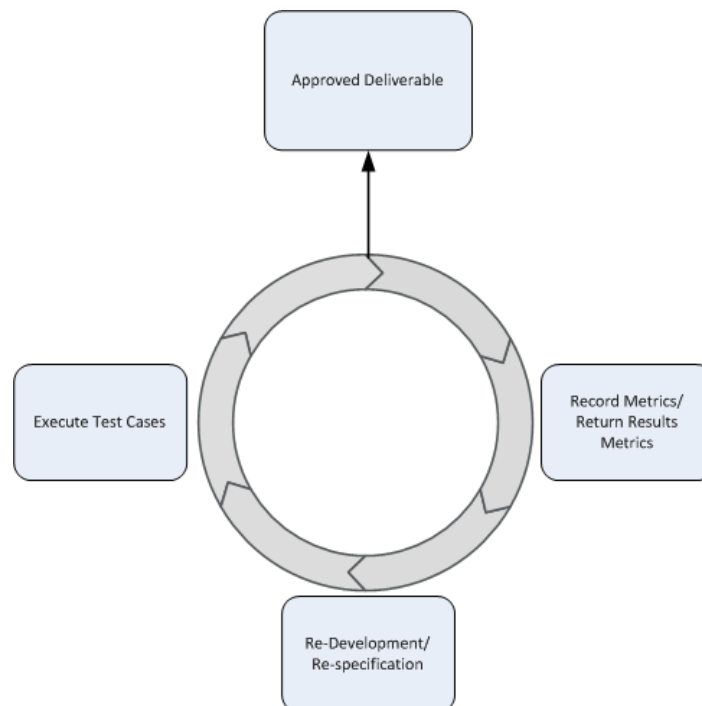 Approved Deliverable
Execute Test Cases
Record Metrics/
Return Results
Metrics
Re-Development/
Re-specification